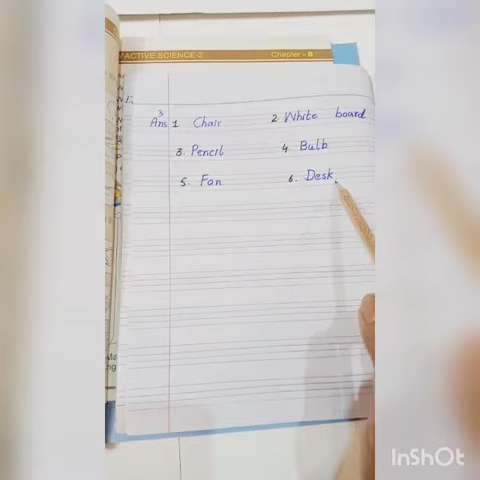 ACTIVE SCIENCE-2 Chapter - 8
3
Ans 1 Chair 2 White board
3. Pencil 4. Bulb
5. Fan 6. Desk
InShOt